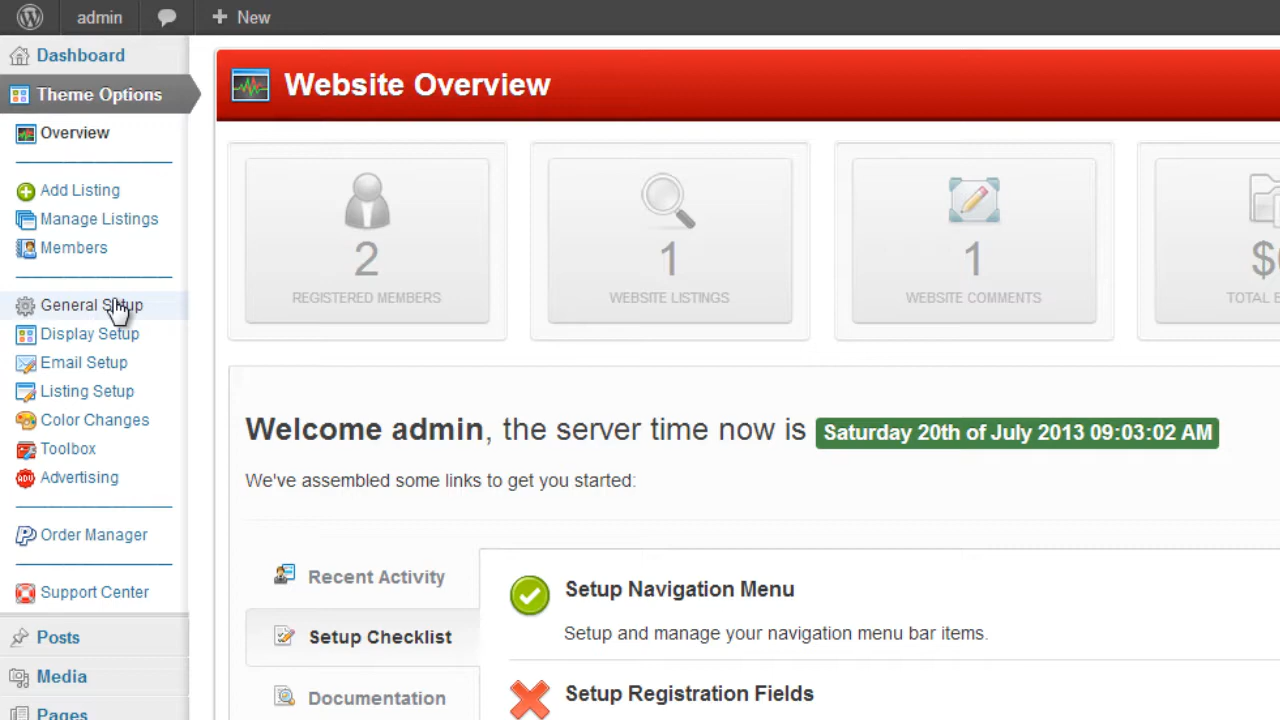 admin
New
Dashboard
Theme Options
Overview
Add Listing
Manage Listings
Members
General Setup
Display Setup
Email Setup
Listing Setup
Color Changes
Toolbox
ADV Advertising
Order Manager
Support Center
Posts
Media
Pages
Website Overview
2
REGISTERED MEMBERS
1
WEBSITE LISTINGS
1
WEBSITE COMMENTS
Welcome admin, the server time now is Saturday 20th of July 2013 09:03:02 AM
We've assembled some links to get you started:
Recent Activity
Setup Checklist
Documentation
Setup Navigation Menu
Setup and manage your navigation menu bar items.
Setup Registration Fields